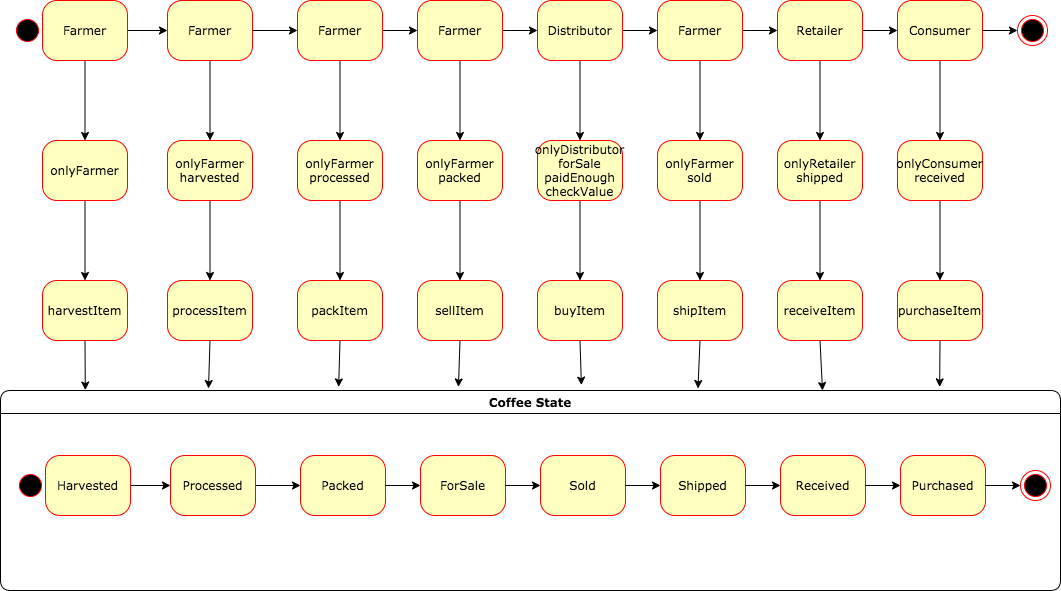 Farmer
Farmer
Farmer
Farmer
Distributor
Farmer
Retailer
Consumer
onlyFarmer
onlyFarmer
harvested
onlyFarmer
processed
onlyFarmer
packed
onlyDistributor
forSale
paidEnough
checkValue
onlyFarmer
sold
onlyRetailer
shipped
onlyConsumer
received
harvestItem
processItem
packItem
sellItem
buyItem
shipItem
receiveItem
purchaseItem
Coffee State
Harvested
Processed
Packed
ForSale
Sold
Shipped
Received
Purchased